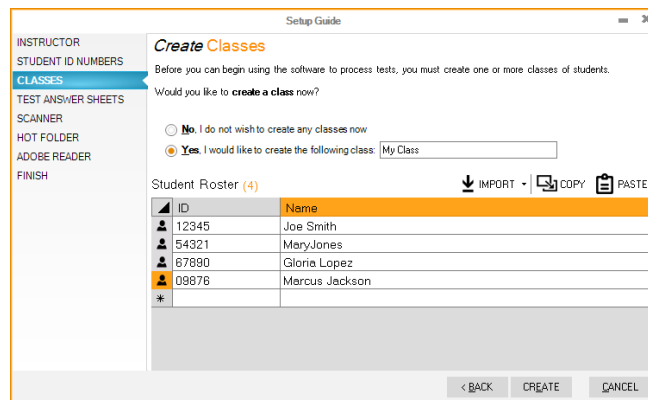 Setup Guide
INSTRUCTOR
STUDENT ID NUMBERS
CLASSES
TEST ANSWER SHEETS
SCANNER
HOT FOLDER
ADOBE READER
FINISH
Create Classes
Before you can begin using the software to process tests, you must create one or more classes of students.
Would you like to create a class now?
No, I do not wish to create any classes now
Yes, I would like to create the following class: My Class
Student Roster (4) IMPORT COPY PASTE
ID Name
12345 Joe Smith
54321 MaryJones
67890 Gloria Lopez
09876 Marcus Jackson
< BACK CREATE CANCEL